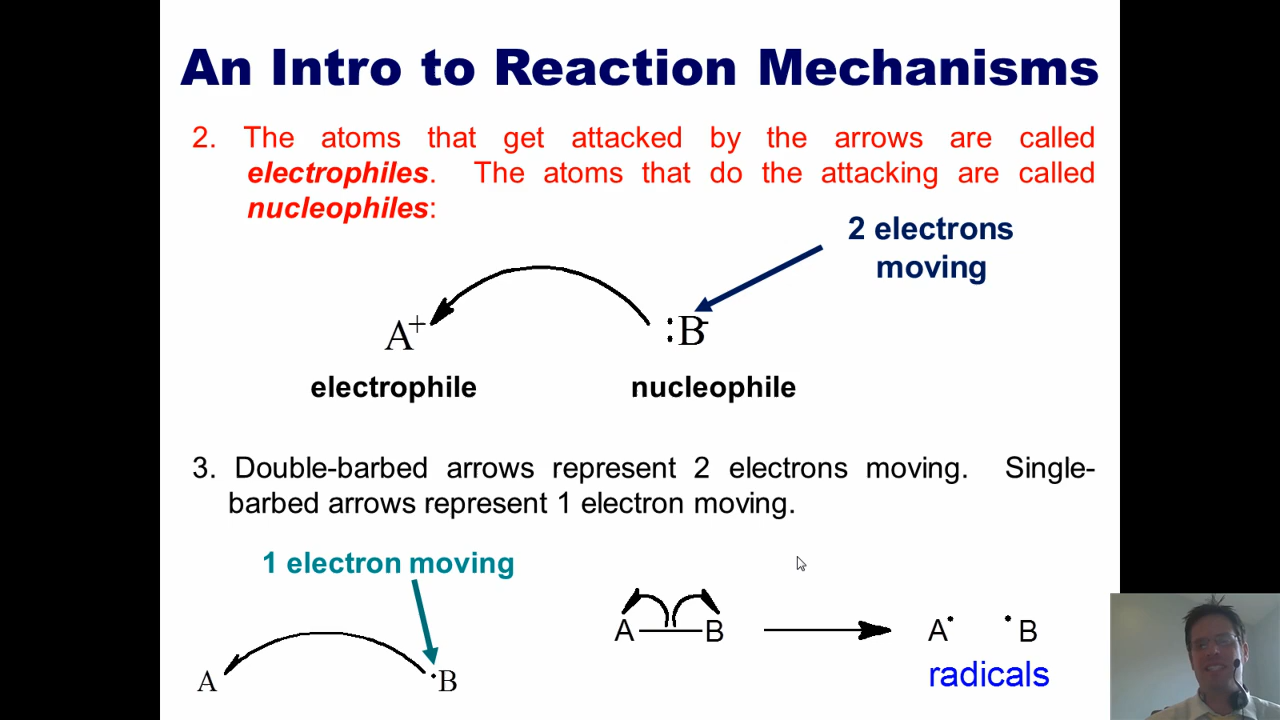 An Intro to Reaction Mechanisms
2. The atoms that get attacked by the arrows are called
electrophiles. The atoms that do the attacking are called
nucleophiles:
2 electrons
moving
A+ :B-
electrophile nucleophile
3. Double-barbed arrows represent 2 electrons moving. Single-
barbed arrows represent 1 electron moving.
1 electron moving
A ·B
A B
A· ·B
radicals